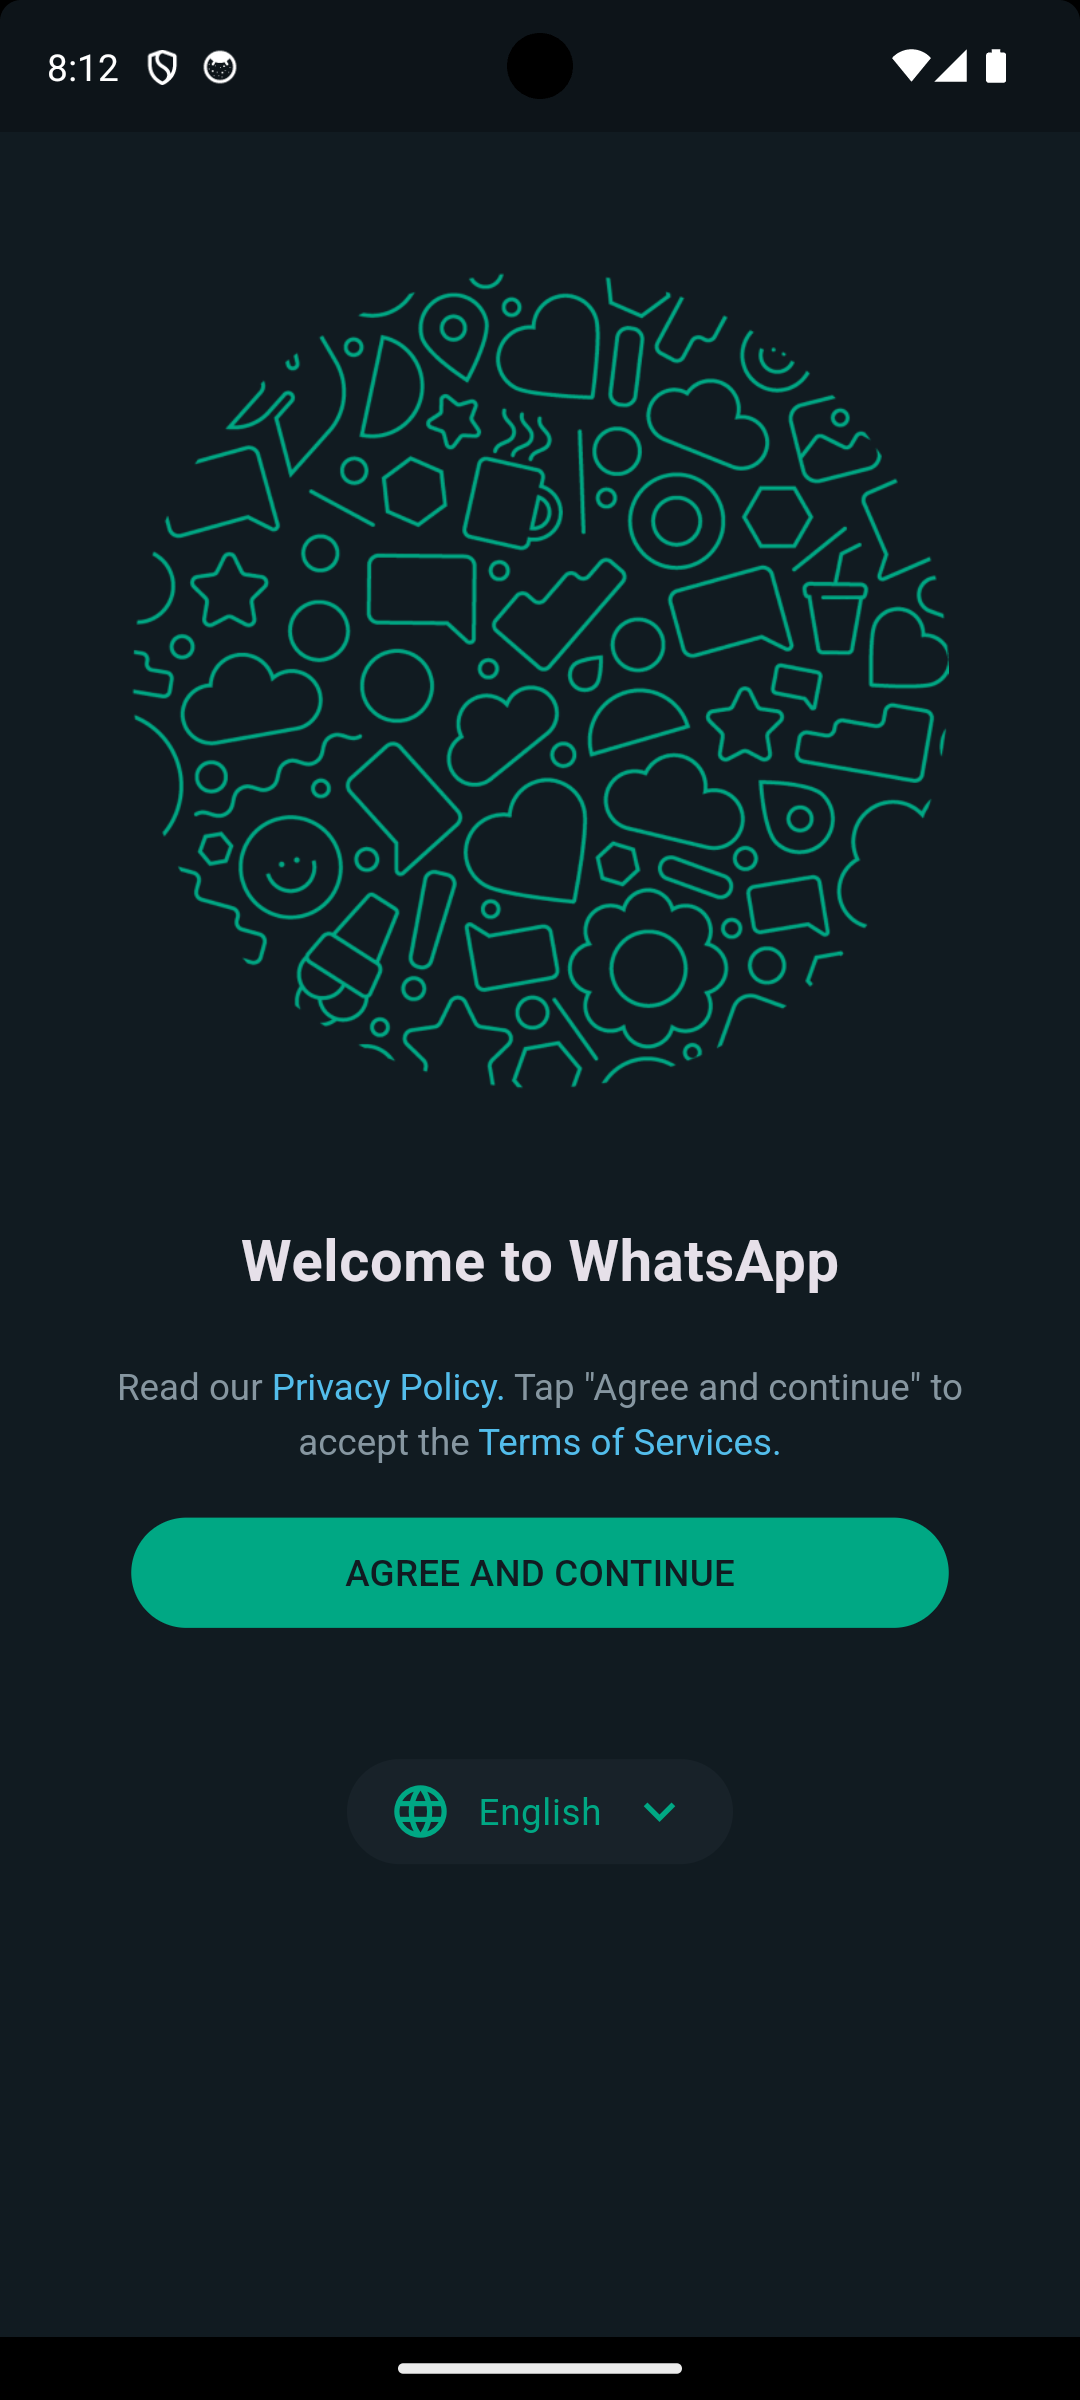 8:12
Welcome to WhatsApp
Read our Privacy Policy. Tap "Agree and continue" to
accept the Terms of Services.
AGREE AND CONTINUE
English